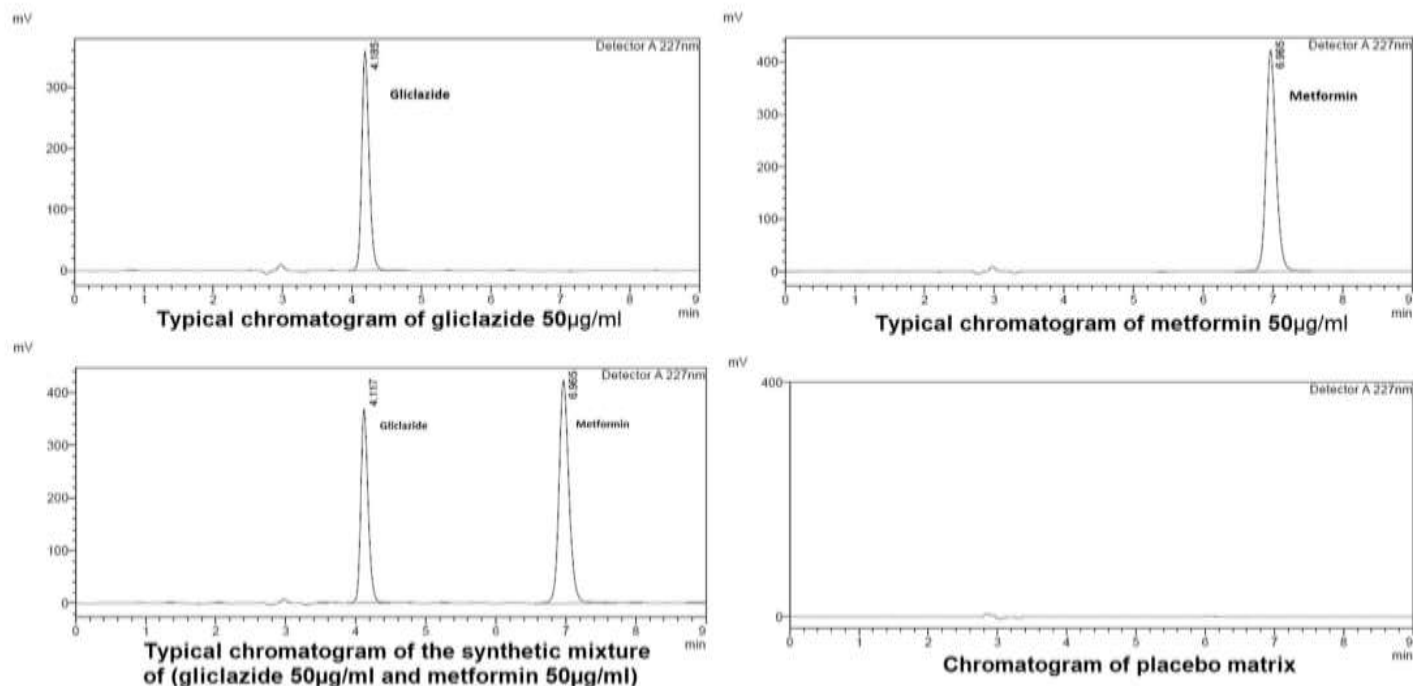 mV
Detector A 227nm
4.185
Gliclazide
300
200
100
0
0 1 2 3 4 5 6 7 8 9
min
Typical chromatogram of gliclazide 50µg/ml
mV
Detector A 227nm
6.965
Metformin
400
300
200
100
0
0 1 2 3 4 5 6 7 8 9
min
Typical chromatogram of metformin 50µg/ml
mV
Detector A 227nm
4.117
6.965
Gliclazide
Metformin
400
300
200
100
0
0 1 2 3 4 5 6 7 8 9
min
Typical chromatogram of the synthetic mixture
of (gliclazide 50µg/ml and metformin 50µg/ml)
mV
400
Detector A 227nm
0
0 1 2 3 4 5 6 7 8 9
min
Chromatogram of placebo matrix